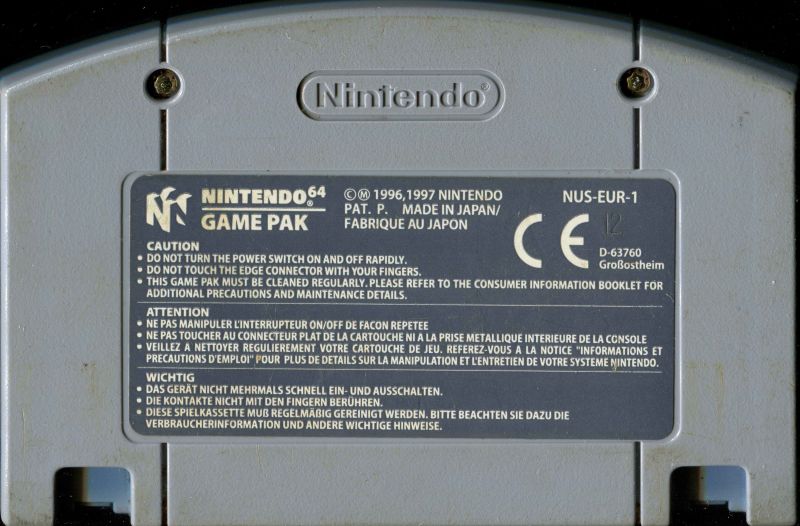 Nintendo®
NINTENDO®64
GAME PAK
©Ⓜ 1996,1997 NINTENDO
PAT. P. MADE IN JAPAN/
FABRIQUE AU JAPON
NUS-EUR-1
12
CE
D-63760
Großostheim
CAUTION
• DO NOT TURN THE POWER SWITCH ON AND OFF RAPIDLY.
• DO NOT TOUCH THE EDGE CONNECTOR WITH YOUR FINGERS.
• THIS GAME PAK MUST BE CLEANED REGULARLY. PLEASE REFER TO THE CONSUMER INFORMATION BOOKLET FOR
ADDITIONAL PRECAUTIONS AND MAINTENANCE DETAILS.
ATTENTION
• NE PAS MANIPULER L'INTERRUPTEUR ON/OFF DE FACON REPETEE
• NE PAS TOUCHER AU CONNECTEUR PLAT DE LA CARTOUCHE NI A LA PRISE METALLIQUE INTERIEURE DE LA CONSOLE
• VEILLEZ A NETTOYER REGULIEREMENT VOTRE CARTOUCHE DE JEU. REFEREZ-VOUS A LA NOTICE "INFORMATIONS ET
PRECAUTIONS D'EMPLOI" POUR PLUS DE DETAILS SUR LA MANIPULATION ET L'ENTRETIEN DE VOTRE SYSTEME NINTENDO.
WICHTIG
• DAS GERÄT NICHT MEHRMALS SCHNELL EIN- UND AUSSCHALTEN.
• DIE KONTAKTE NICHT MIT DEN FINGERN BERÜHREN.
• DIESE SPIELKASSETTE MUß REGELMÄßIG GEREINIGT WERDEN. BITTE BEACHTEN SIE DAZU DIE
VERBRAUCHERINFORMATION UND ANDERE WICHTIGE HINWEISE.